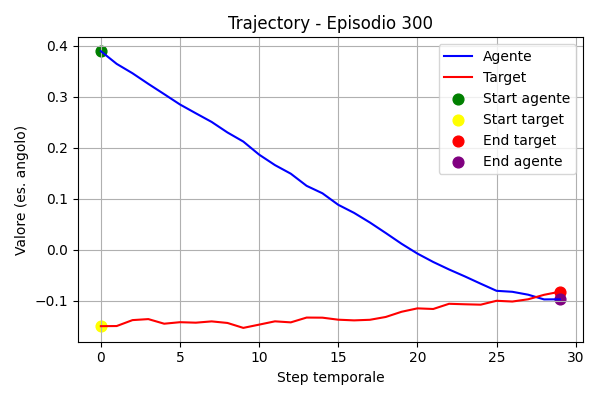 Trajectory - Episodio 300
Agente
Target
Start agente
Start target
End target
End agente
Valore (es. angolo)
0.4
0.3
0.2
0.1
0.0
−0.1
0
5
10
15
20
25
30
Step temporale